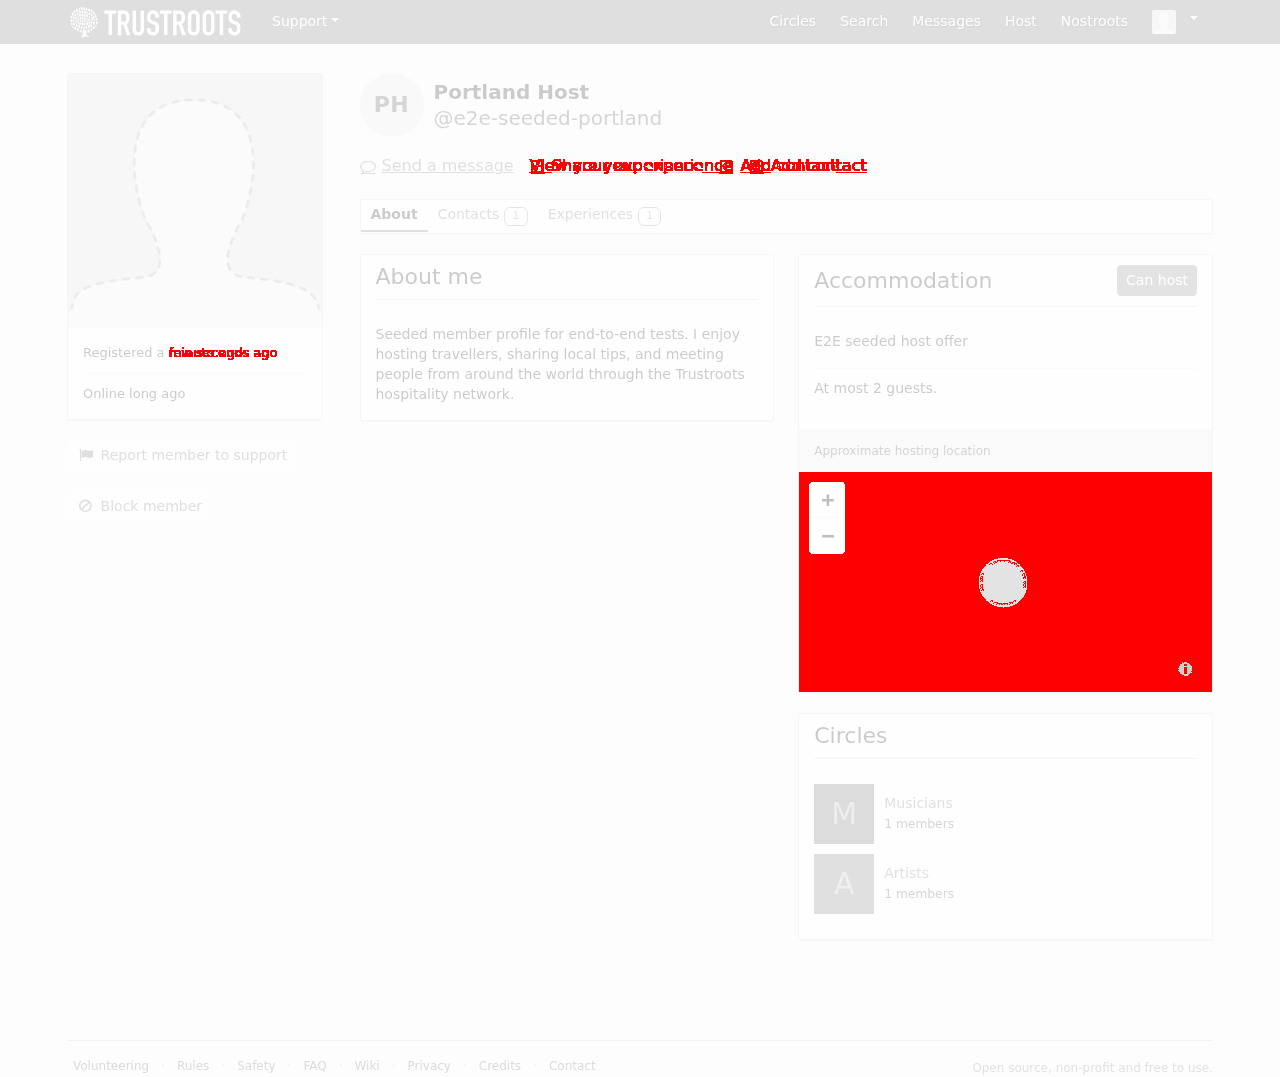 TRUSTROOTS
Support
Circles
Search
Messages
Host
Nostroots
PH
Portland Host
@e2e-seeded-portland
Send a message
About
Contacts 1
Experiences 1
Registered a ago
Online long ago
Report member to support
Block member
About me
Seeded member profile for end-to-end tests. I enjoy
hosting travellers, sharing local tips, and meeting
people from around the world through the Trustroots
hospitality network.
Accommodation
Can host
E2E seeded host offer
At most 2 guests.
Approximate hosting location
+
−
Circles
M
Musicians
1 members
A
Artists
1 members
Volunteering · Rules · Safety · FAQ · Wiki · Privacy · Credits · Contact
Open source, non-profit and free to use.